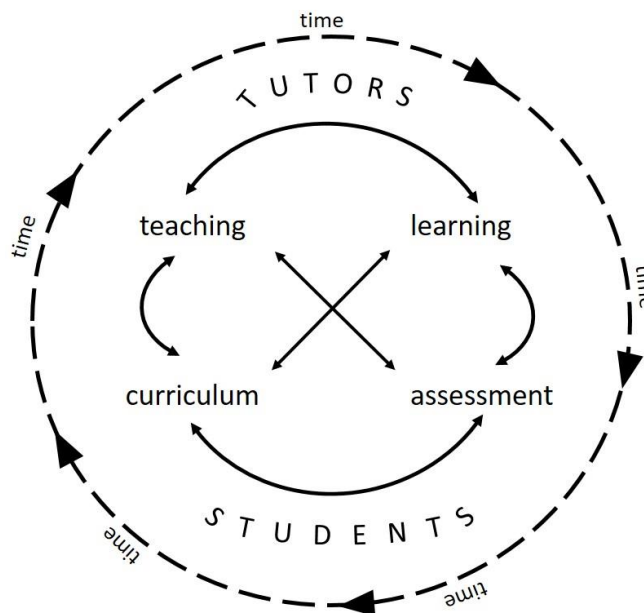 time
TUTORS
time
teaching
learning
time
curriculum
assessment
STUDENTS
time
time